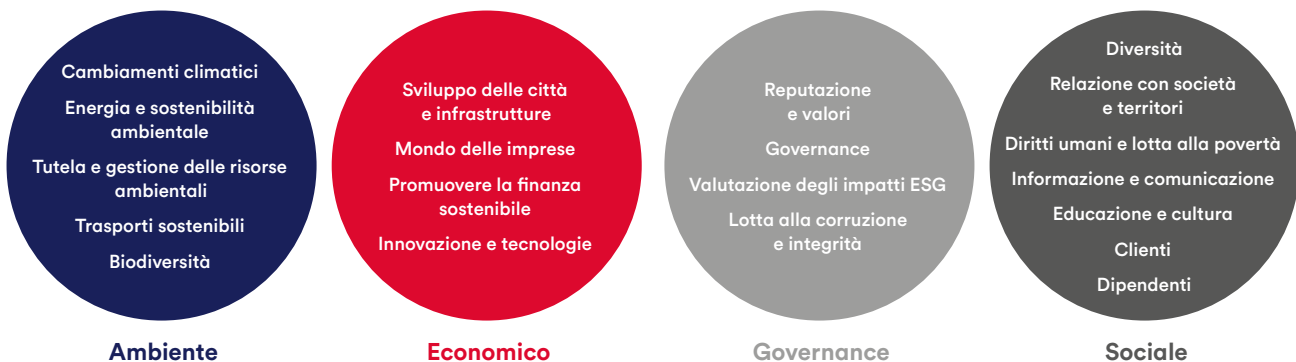 Cambiamenti climatici
Energia e sostenibilità
ambientale
Tutela e gestione delle risorse
ambientali
Trasporti sostenibili
Biodiversità
Ambiente
Sviluppo delle città
e infrastrutture
Mondo delle imprese
Promuovere la finanza
sostenibile
Innovazione e tecnologie
Economico
Reputazione
e valori
Governance
Valutazione degli impatti ESG
Lotta alla corruzione
e integrità
Governance
Diversità
Relazione con società
e territori
Diritti umani e lotta alla povertà
Informazione e comunicazione
Educazione e cultura
Clienti
Dipendenti
Sociale